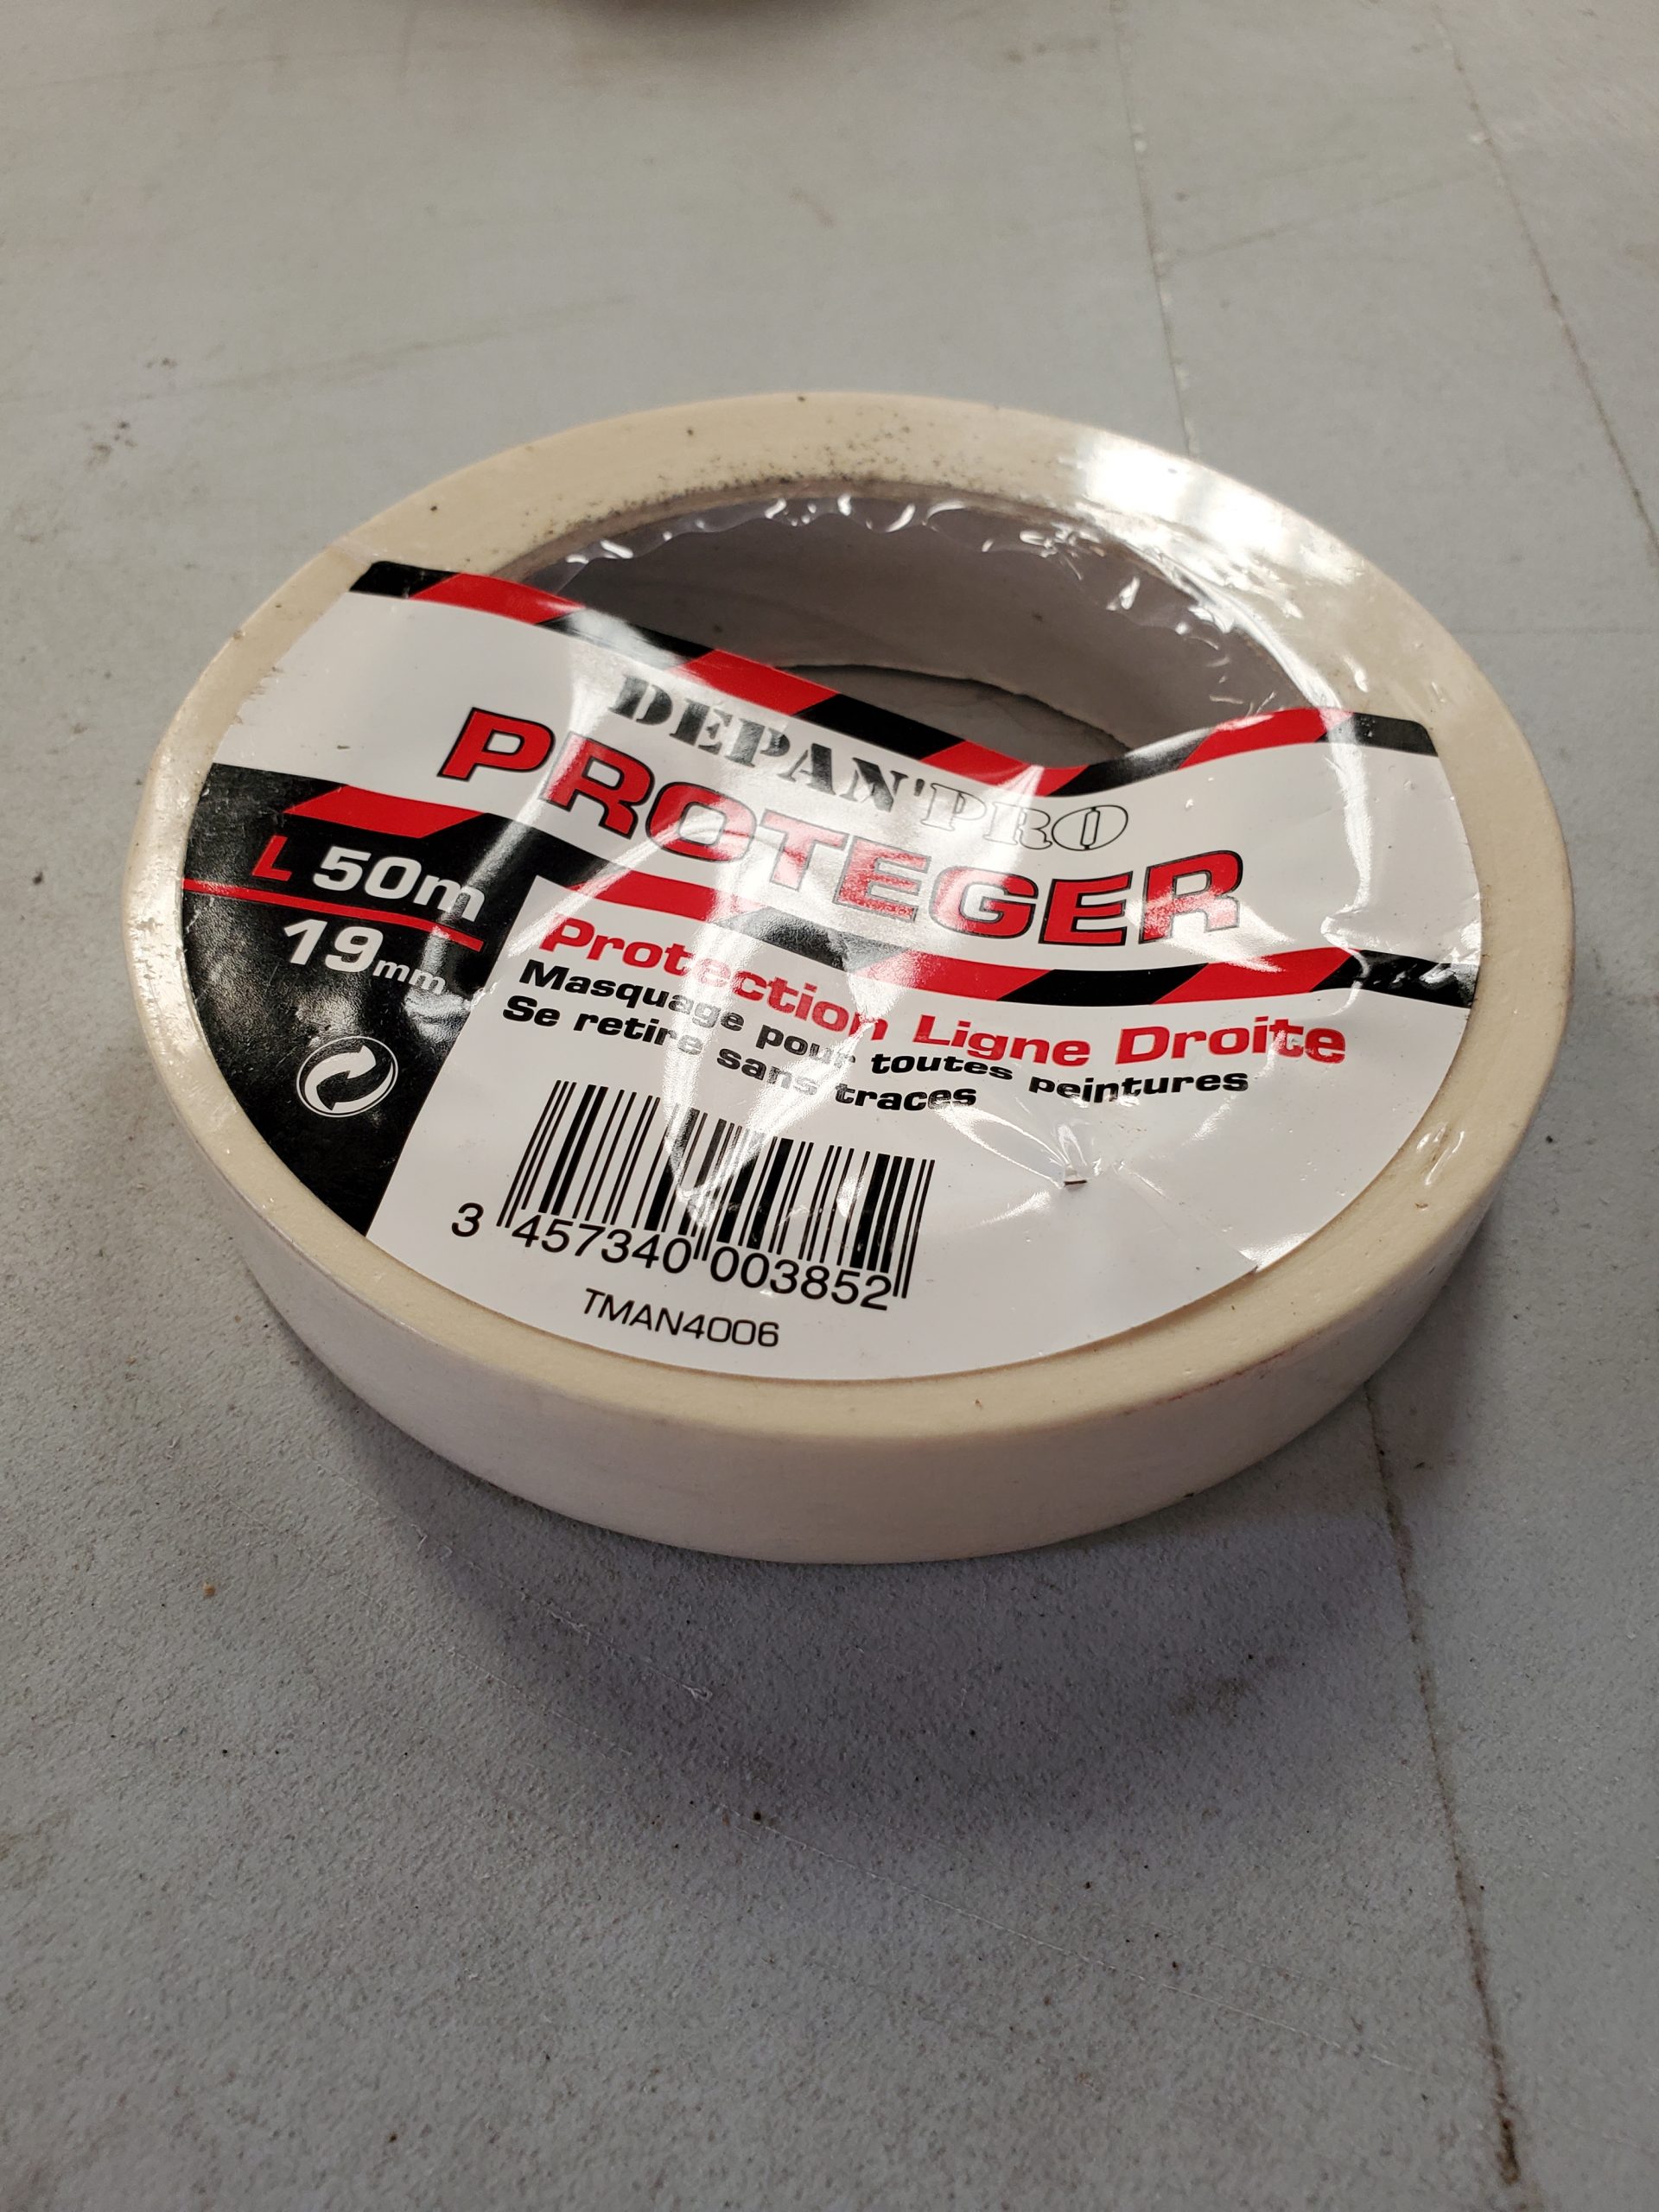 DEPAN'PRO
PROTEGER
L 50m
19mm
Protection Ligne Droite
Masquage pour toutes peintures
Se retire sans traces
3 457340 003852
TMAN4006